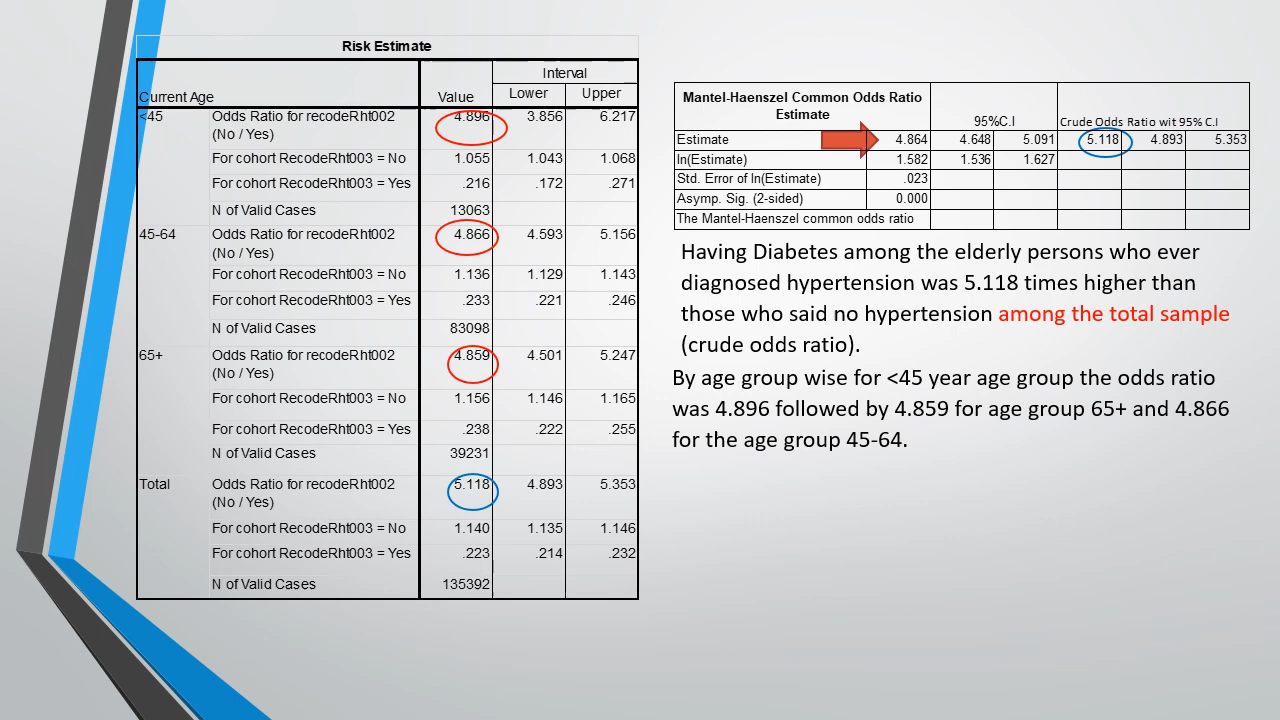 Risk Estimate
Current Age Value Interval
Lower Upper
<45 Odds Ratio for recodeRht002 (No / Yes) 4.896 3.856 6.217
For cohort RecodeRht003 = No 1.055 1.043 1.068
For cohort RecodeRht003 = Yes .216 .172 .271
N of Valid Cases 13063
45-64 Odds Ratio for recodeRht002 (No / Yes) 4.866 4.593 5.156
For cohort RecodeRht003 = No 1.136 1.129 1.143
For cohort RecodeRht003 = Yes .233 .221 .246
N of Valid Cases 83098
65+ Odds Ratio for recodeRht002 (No / Yes) 4.859 4.501 5.247
For cohort RecodeRht003 = No 1.156 1.146 1.165
For cohort RecodeRht003 = Yes .238 .222 .255
N of Valid Cases 39231
Total Odds Ratio for recodeRht002 (No / Yes) 5.118 4.893 5.353
For cohort RecodeRht003 = No 1.140 1.135 1.146
For cohort RecodeRht003 = Yes .223 .214 .232
N of Valid Cases 135392
Mantel-Haenszel Common Odds Ratio
Estimate 95%C.I Crude Odds Ratio wit 95% C.I
Estimate 4.864 4.648 5.091 5.118 4.893 5.353
ln(Estimate) 1.582 1.536 1.627
Std. Error of ln(Estimate) .023
Asymp. Sig. (2-sided) 0.000
The Mantel-Haenszel common odds ratio
Having Diabetes among the elderly persons who ever
diagnosed hypertension was 5.118 times higher than
those who said no hypertension among the total sample
(crude odds ratio).
By age group wise for <45 year age group the odds ratio
was 4.896 followed by 4.859 for age group 65+ and 4.866
for the age group 45-64.